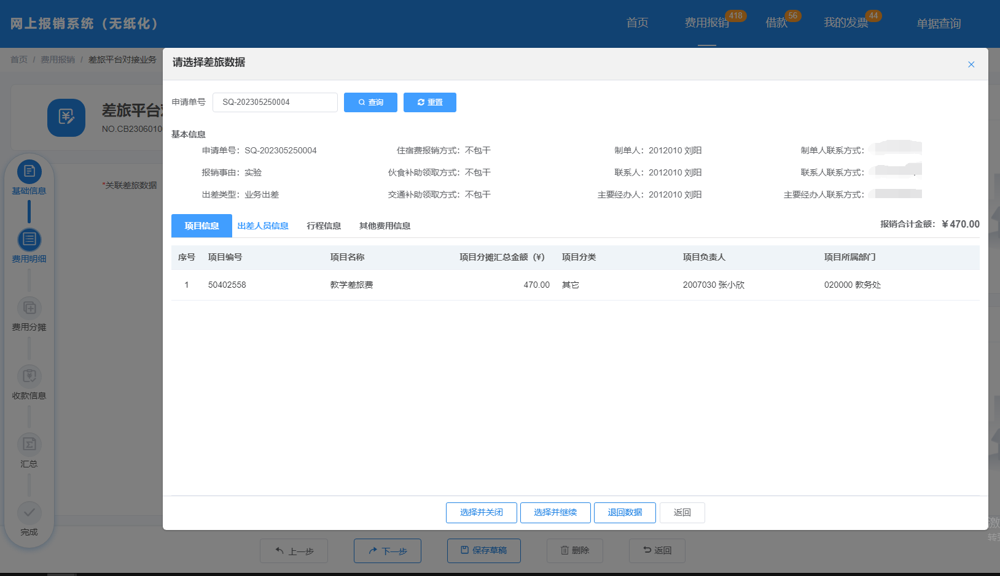 网上报销系统（无纸化）
首页 费用报销 418 借款 56 我的发票 44 单据查询
首页 / 费用报销 / 差旅平台对接业务
请选择差旅数据
差旅平台
NO.CB2306010
基础信息
费用明细
费用分摊
收款信息
汇总
完成
*关联差旅数据
申请单号 SQ-202305250004 查询 重置
基本信息
申请单号：SQ-202305250004 住宿费报销方式：不包干 制单人：2012010 刘阳 制单人联系方式：
报销事由：实验 伙食补助领取方式：不包干 联系人：2012010 刘阳 联系人联系方式：
出差类型：业务出差 交通补助领取方式：不包干 主要经办人：2012010 刘阳 主要经办人联系方式：
项目信息 出差人员信息 行程信息 其他费用信息 报销合计金额：￥470.00
序号 项目编号 项目名称 项目分摊汇总金额（¥） 项目分类 项目负责人 项目所属部门
1 50402558 教学差旅费 470.00 其它 2007030 张小欣 020000 教务处
选择并关闭 选择并继续 退回数据 返回
上一步 下一步 保存草稿 删除 返回
激